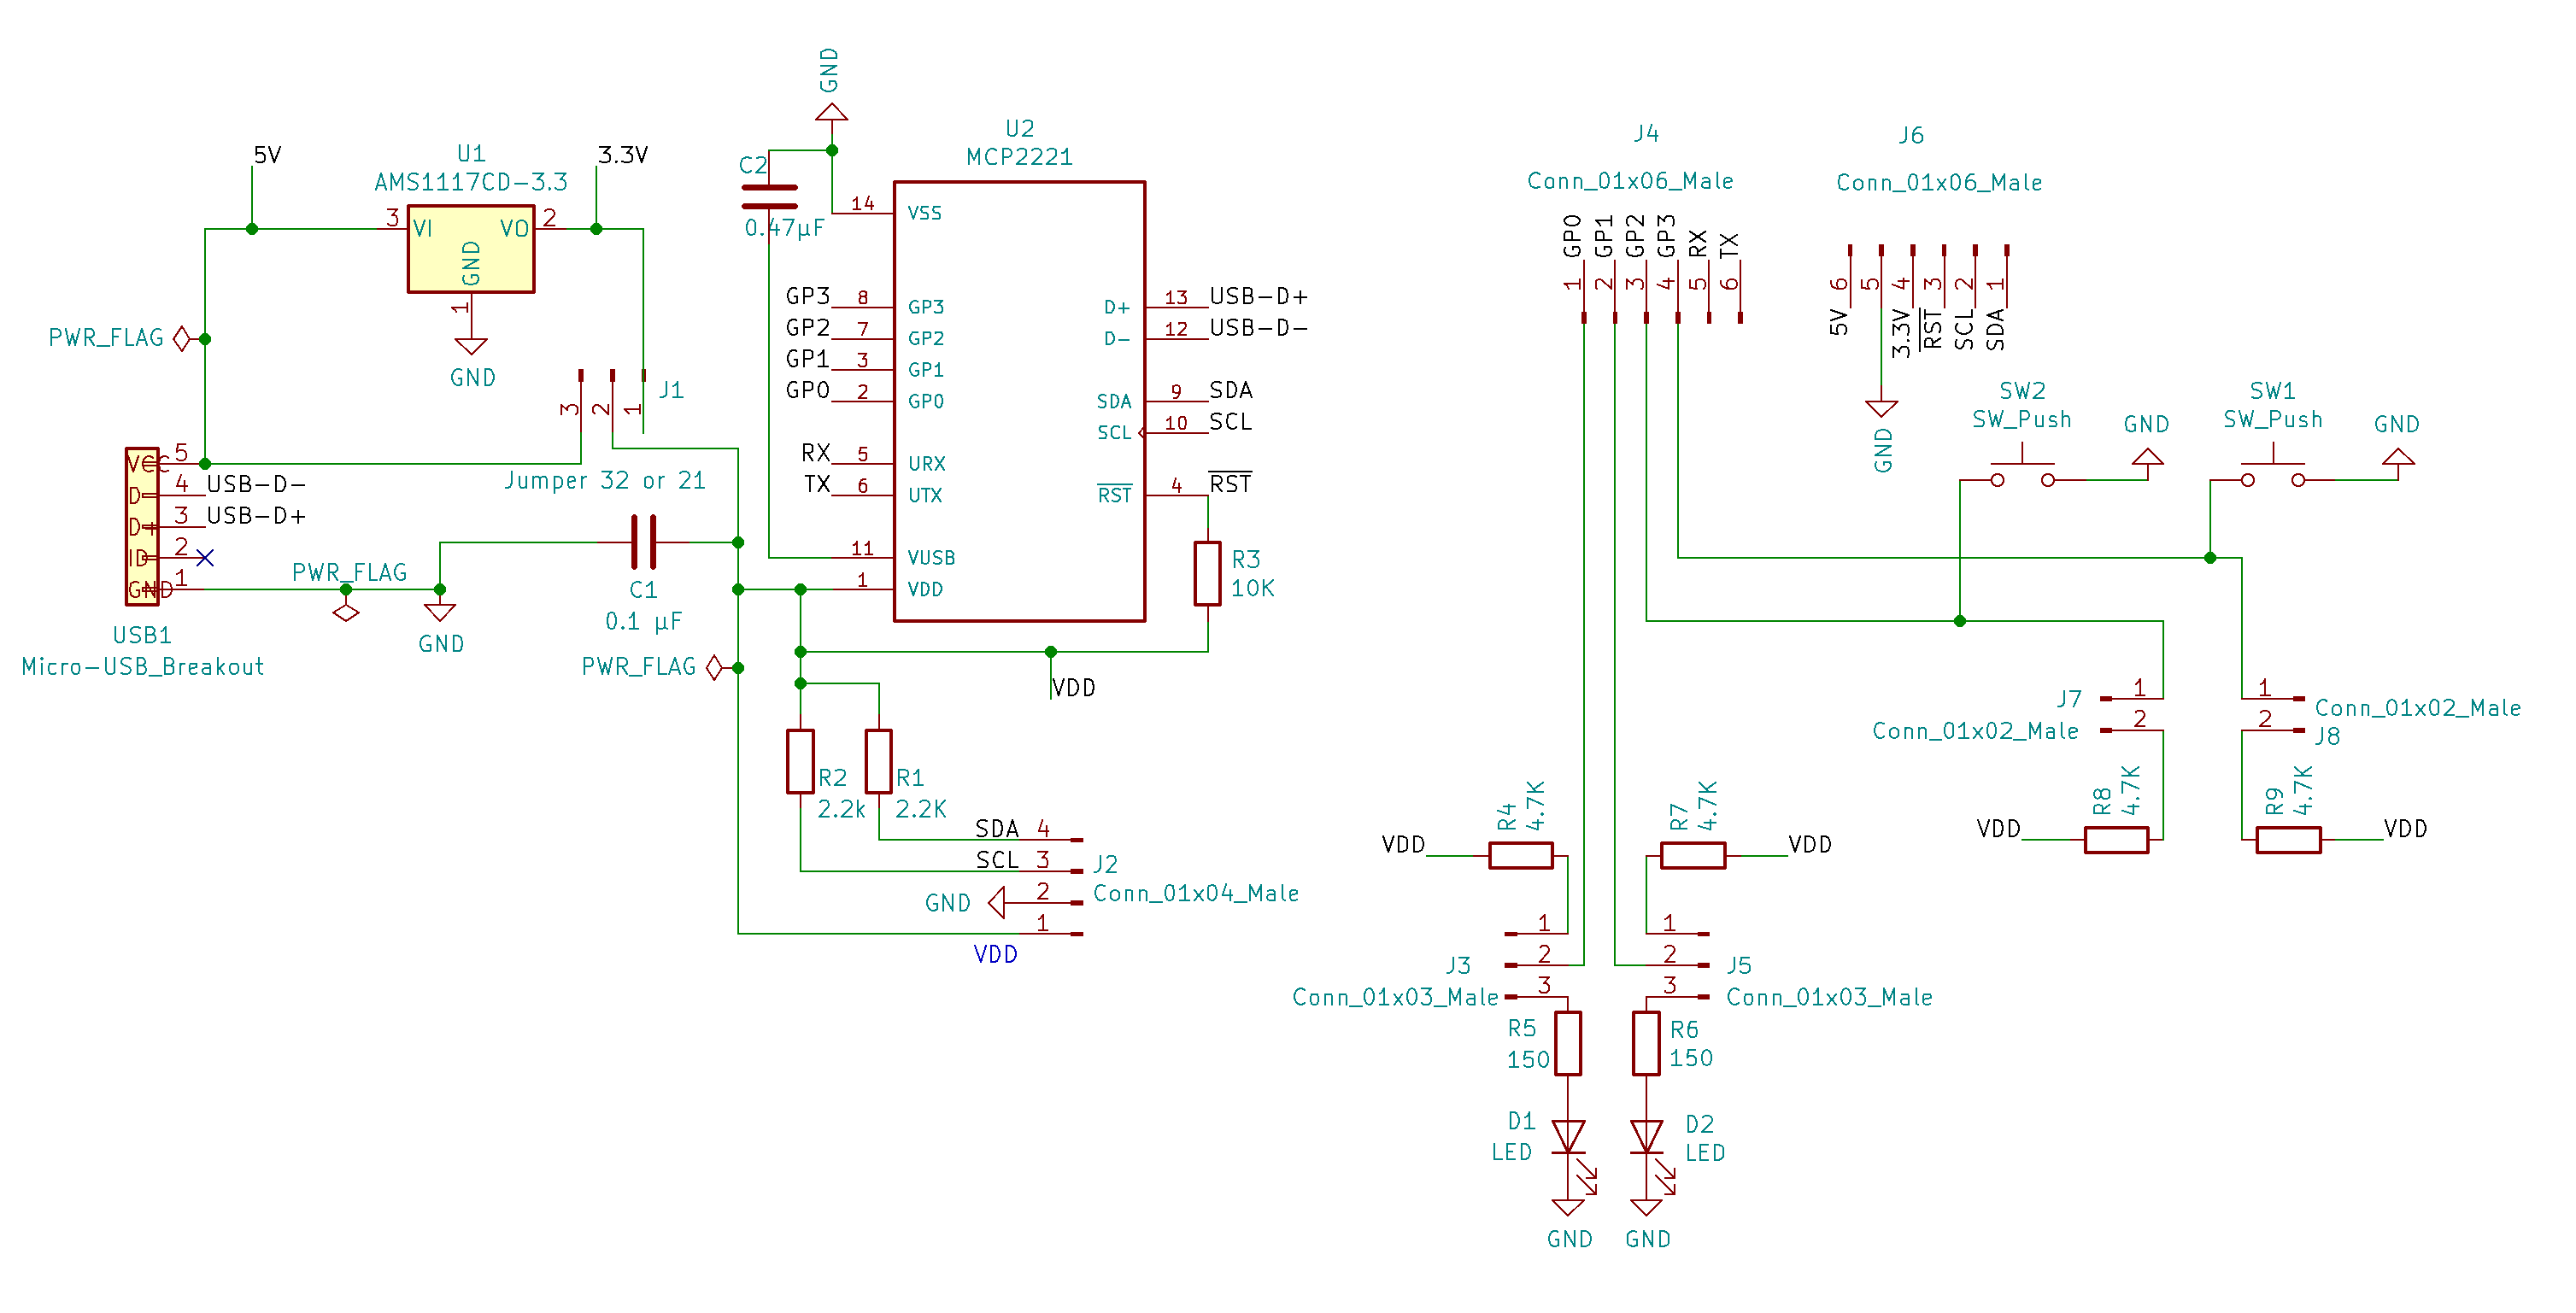 5V
U1
AMS1117CD-3.3
3 VI
VO 2
GND
1
GND
3.3V
PWR_FLAG
3
2
1
J1
Jumper 32 or 21
VCC 5
D- 4 USB-D-
D+ 3 USB-D+
ID 2
GND 1
USB1
Micro-USB_Breakout
PWR_FLAG
GND
C1
0.1 µF
PWR_FLAG
GND
C2
0.47µF
U2
MCP2221
14 VSS
GP3 8 GP3
GP2 7 GP2
GP1 3 GP1
GP0 2 GP0
RX 5 URX
TX 6 UTX
11 VUSB
1 VDD
D+ 13 USB-D+
D- 12 USB-D-
SDA 9 SDA
SCL 10 SCL
RST 4 RST
R3
10K
VDD
R2
2.2k
R1
2.2K
SDA 4
SCL 3
GND 2
1
VDD
J2
Conn_01x04_Male
J4
Conn_01x06_Male
GP0
GP1
GP2
GP3
RX
TX
1
2
3
4
5
6
J6
Conn_01x06_Male
6
5
4
3
2
1
5V
3.3V
RST
SCL
SDA
GND
SW2
SW_Push
GND
SW1
SW_Push
GND
J7
Conn_01x02_Male
1
2
1
2
Conn_01x02_Male
J8
R8
4.7K
VDD
R9
4.7K
VDD
R4
4.7K
VDD
R7
4.7K
VDD
1
2
3
J3
Conn_01x03_Male
1
2
3
J5
Conn_01x03_Male
R5
150
R6
150
D1
LED
D2
LED
GND
GND